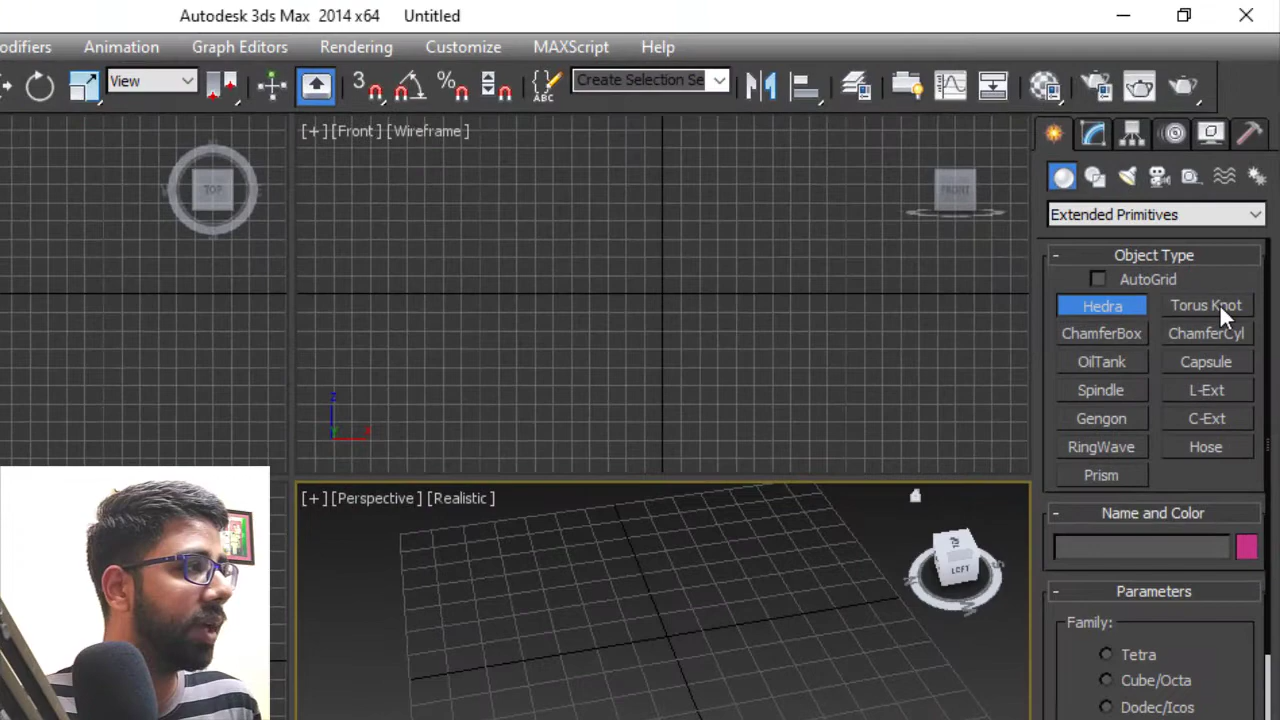 Autodesk 3ds Max 2014 x64 Untitled
odifiers Animation Graph Editors Rendering Customize MAXScript Help
View
3
%
ABC
Create Selection Se
[+] [Front] [Wireframe]
TOP
FRONT
Extended Primitives
- Object Type
AutoGrid
Hedra Torus Knot
ChamferBox ChamferCyl
OilTank Capsule
Spindle L-Ext
Gengon C-Ext
RingWave Hose
Prism
z
x
[+] [Perspective] [Realistic]
LEFT
- Name and Color
- Parameters
Family:
Tetra
Cube/Octa
Dodec/Icos